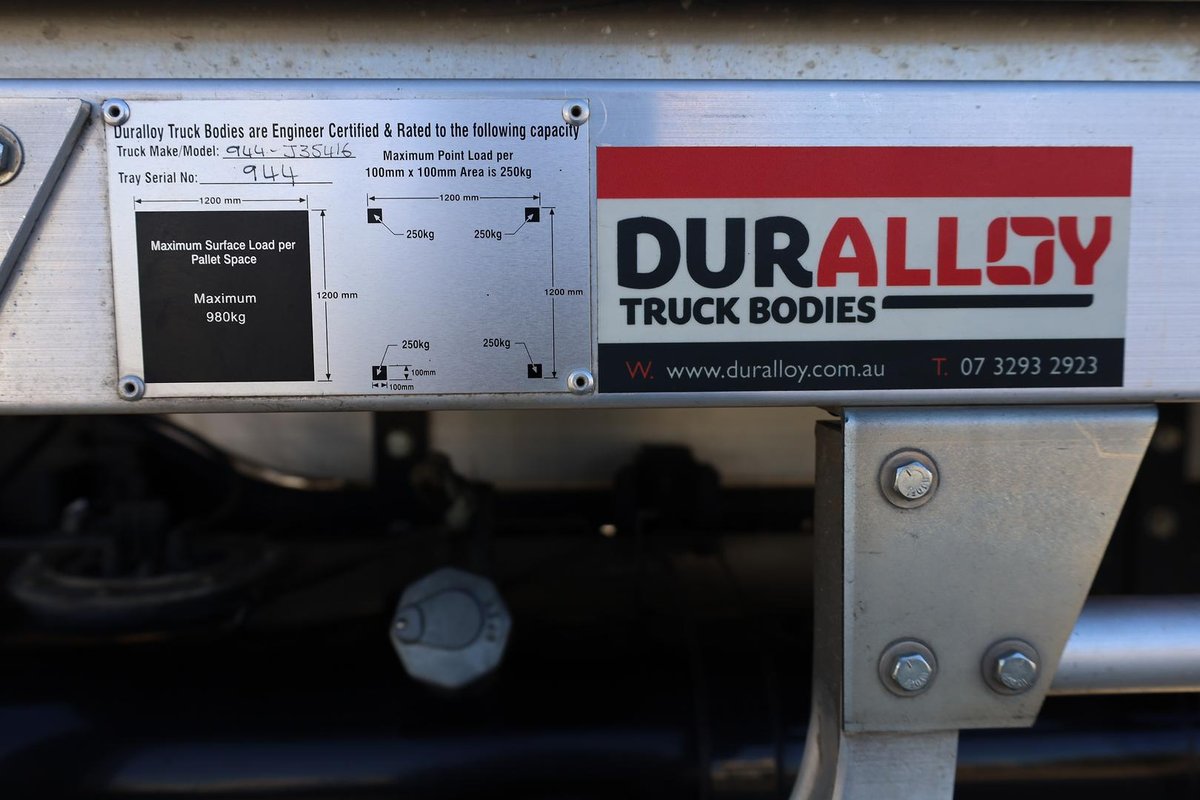 Duralloy Truck Bodies are Engineer Certified & Rated to the following capacity
Truck Make/Model: 944-J35416
Tray Serial No: 944
Maximum Point Load per
100mm x 100mm Area is 250kg
1200 mm
Maximum Surface Load per
Pallet Space
Maximum
980kg
1200 mm
1200 mm
250kg
250kg
1200 mm
250kg
250kg
100mm
100mm
DURALLOY
TRUCK BODIES
W. www.duralloy.com.au T. 07 3293 2923